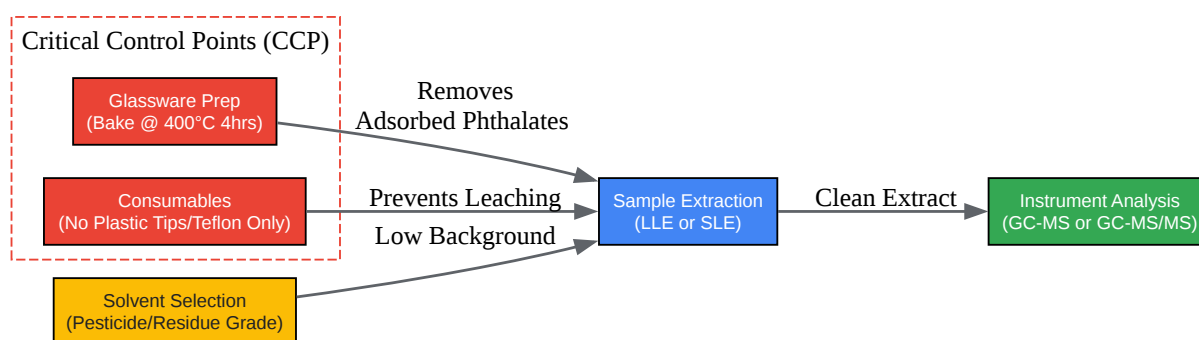 Critical Control Points (CCP)
Glassware Prep
(Bake @ 400°C 4hrs)
Removes
Adsorbed Phthalates
Consumables
(No Plastic Tips/Teflon Only)
Prevents Leaching
Low Background
Sample Extraction
(LLE or SLE)
Clean Extract
Instrument Analysis
(GC-MS or GC-MS/MS)
Solvent Selection
(Pesticide/Residue Grade)